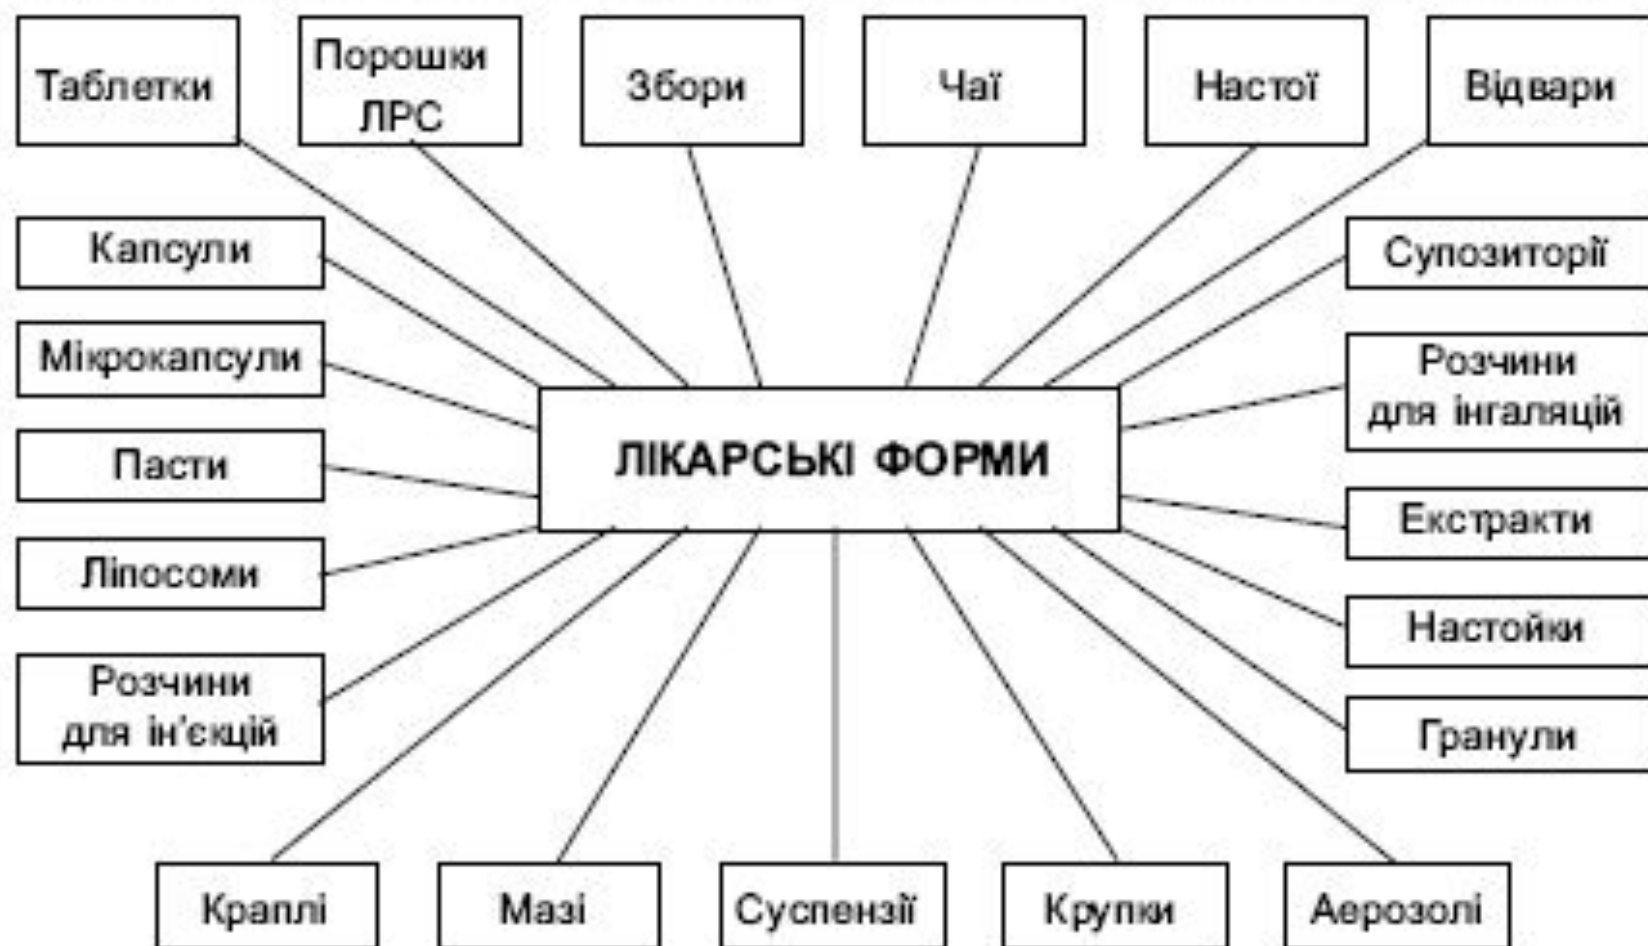 Таблетки
Порошки
ЛРС
Збори
Чаї
Настої
Відвари
Капсули
Супозиторії
Мікрокапсули
Розчини
для інгаляцій
ЛІКАРСЬКІ ФОРМИ
Пасти
Екстракти
Ліпосоми
Настойки
Розчини
для ін'єкцій
Гранули
Краплі
Мазі
Суспензії
Крупки
Аерозолі